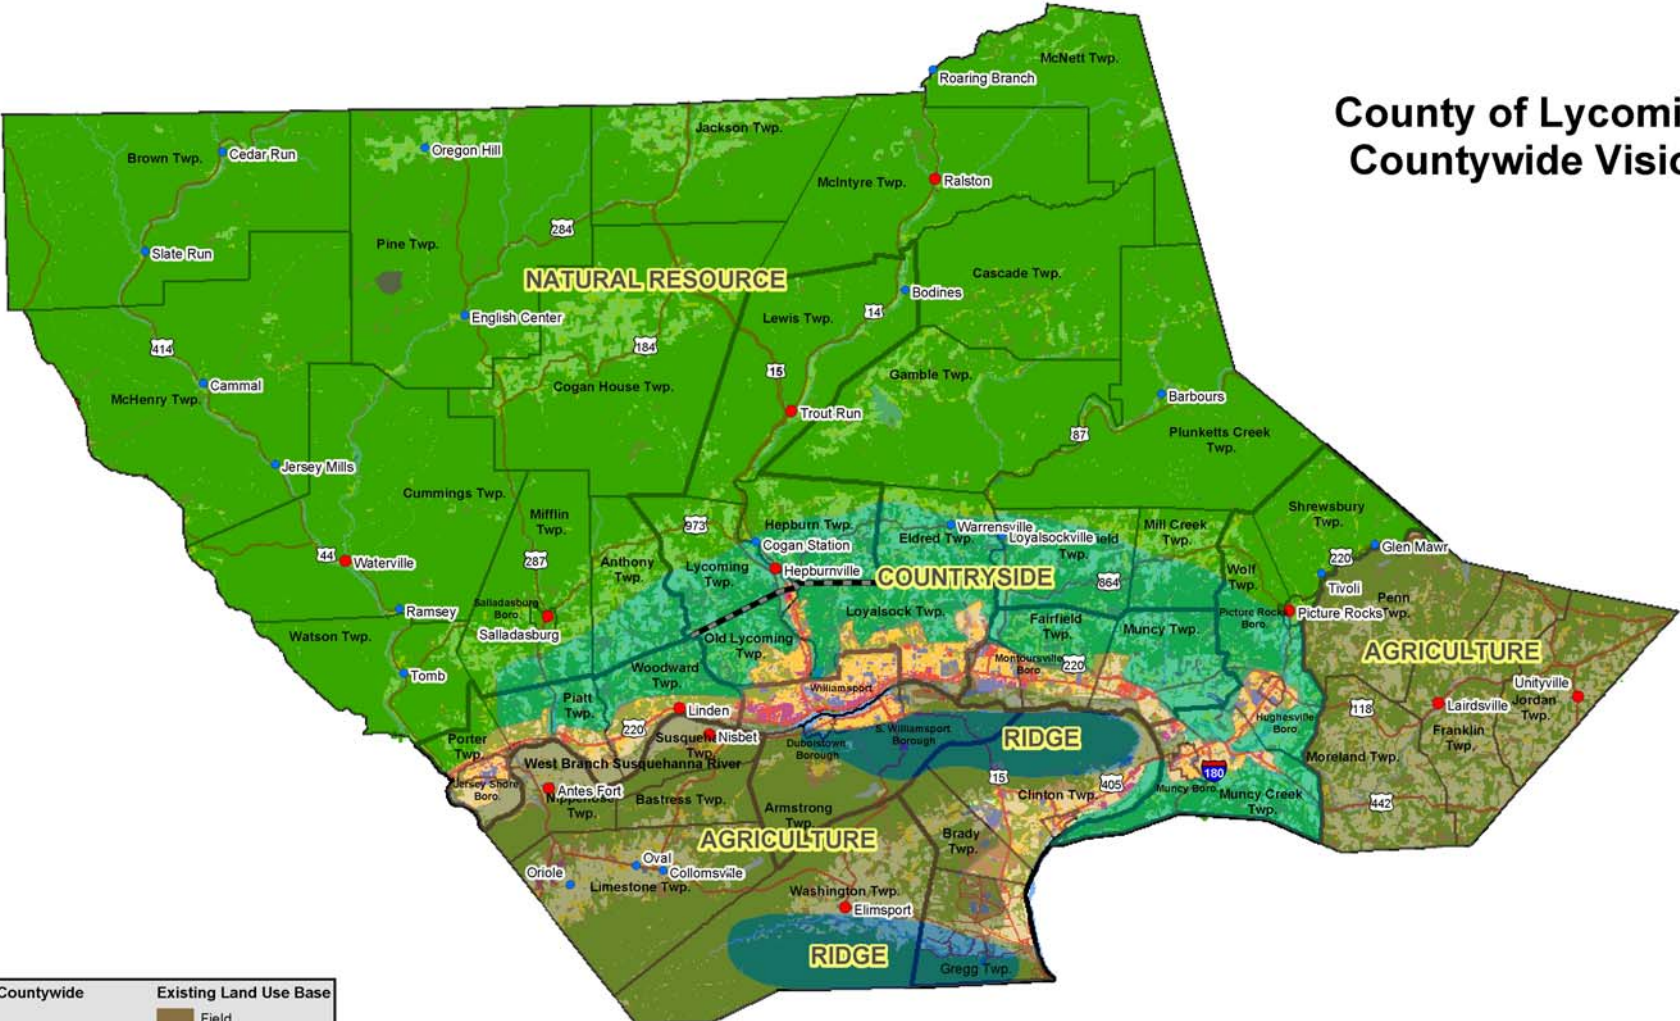 County of Lycomi
Countywide Visio
McNett Twp.
Roaring Branch
Jackson Twp.
Brown Twp.
Cedar Run
Oregon Hill
McIntyre Twp.
Ralston
284
Pine Twp.
Slate Run
NATURAL RESOURCE
Cascade Twp.
Bodines
English Center
Lewis Twp.
14
414
184
15
Cammal
McHenry Twp.
Cogan House Twp.
Gamble Twp.
Barbours
Trout Run
87
Plunketts Creek
Twp.
Jersey Mills
Cummings Twp.
Mifflin
Twp.
Shrewsbury
Twp.
973
Hepburn Twp.
Warrensville
Mill Creek
Twp.
Eldred Twp.
Loyalsockville
field
Twp.
Cogan Station
Glen Mawr
220
44
Waterville
287
Anthony
Twp.
Lycoming
Twp.
Hepburnville
COUNTRYSIDE
864
Wolf
Twp.
Tivoli
Penn
Twp.
Salladasburg
Boro.
Ramsey
Loyalsock Twp.
Picture Rocks
Boro.
Picture Rocks
Fairfield
Twp.
Muncy Twp.
Watson Twp.
Salladasburg
Old Lycoming
Twp.
AGRICULTURE
Montoursville
Boro
220
Woodward
Twp.
Tomb
Williamsport
Unityville
Piatt
Twp.
Linden
118
Lairdsville
Jordan
Twp.
Hughesville
Boro
220
Nisbet
Twp.
S. Williamsport
Borough
RIDGE
Franklin
Twp.
Porter
Twp.
Duboistown
Borough
Moreland Twp.
West Branch Susquehanna River
180
15
405
Jersey Shore
Boro.
Antes Fort
Twp.
Bastress Twp.
Clinton Twp.
Muncy Boro
Muncy Creek
Twp.
442
Armstrong
Twp.
AGRICULTURE
Brady
Twp.
Oval
Oriole
Collomsville
Limestone Twp.
Washington Twp.
Elimsport
RIDGE
Gregg Twp.
Countywide
Existing Land Use Base
Field